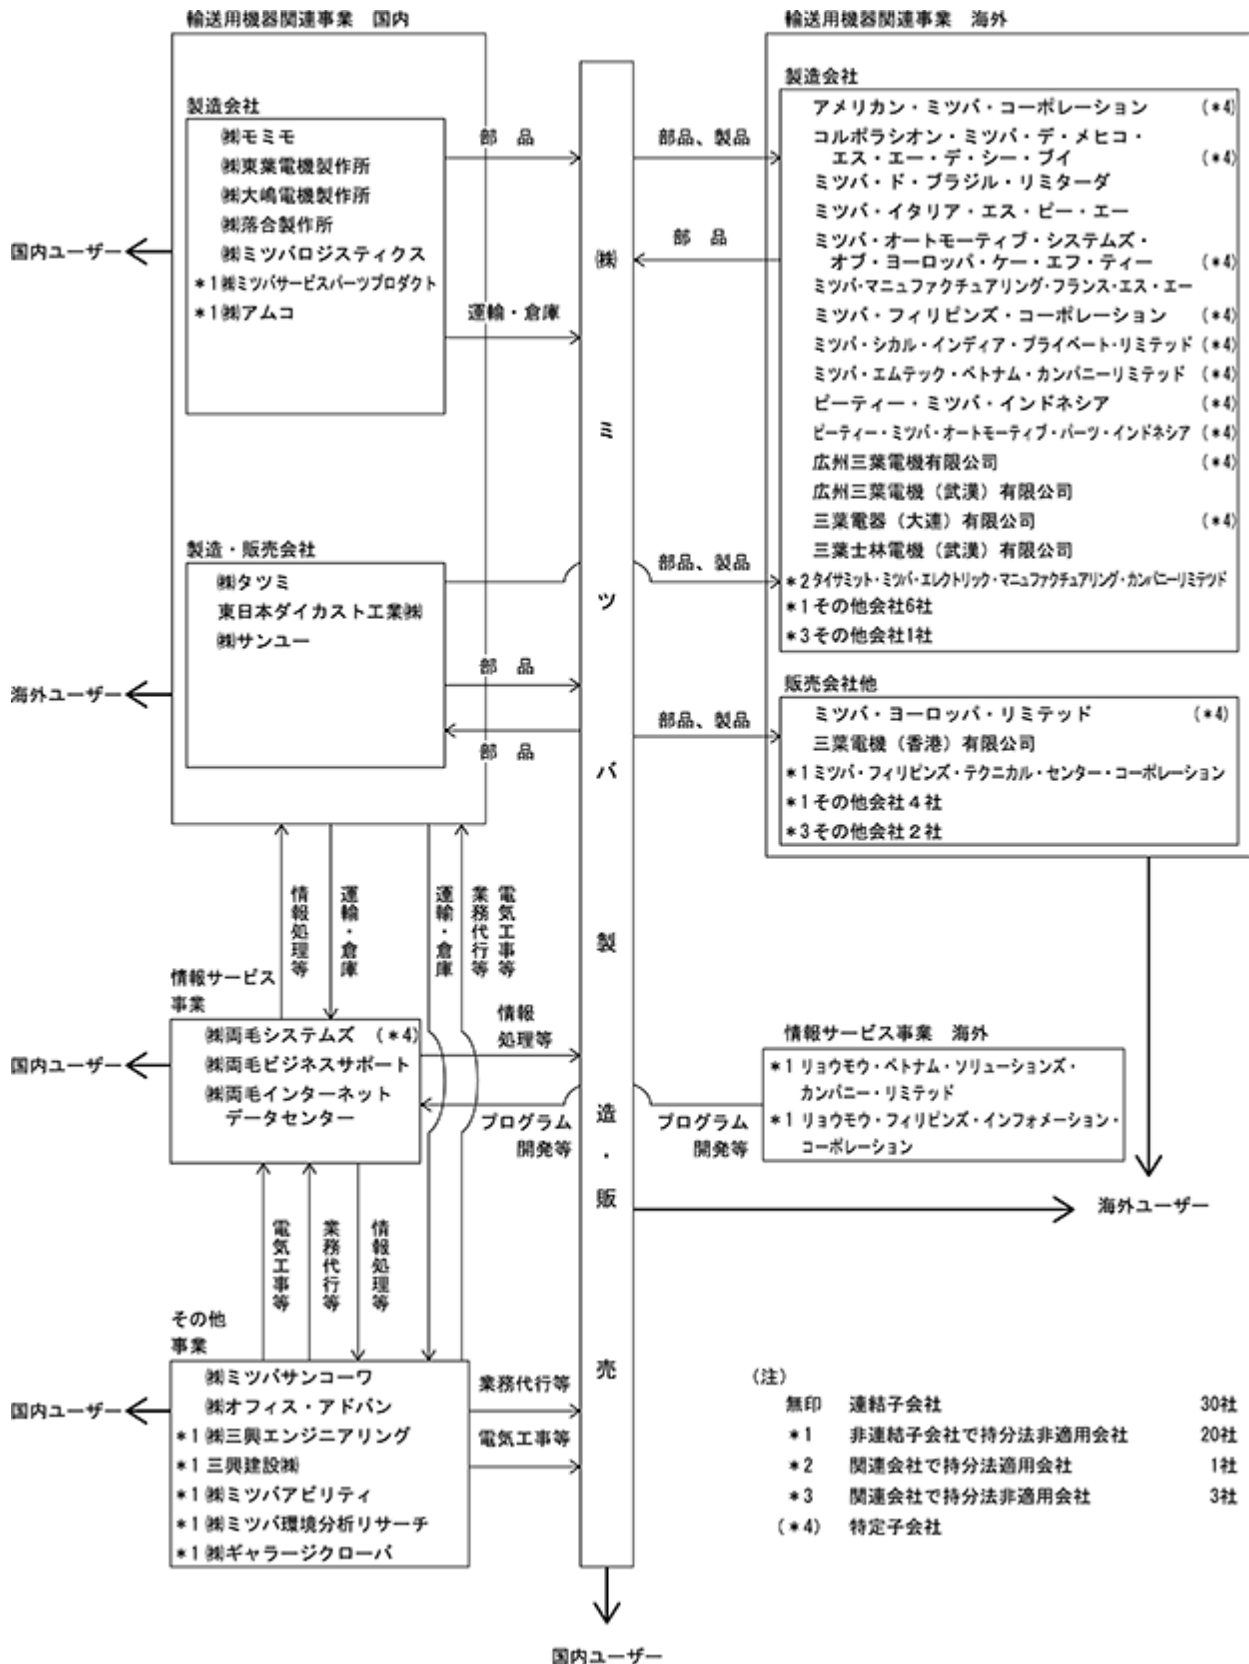 輸送用機器関連事業　国内
製造会社
㈱モミモ
㈱東葉電機製作所
㈱大嶋電機製作所
㈱落合製作所
㈱ミツバロジスティクス
*1㈱ミツバサービスパーツプロダクト
*1㈱アムコ
部　品
運輸・倉庫
国内ユーザー
製造・販売会社
㈱タツミ
東日本ダイカスト工業㈱
㈱サンユー
部　品
部　品
海外ユーザー
㈱ミツバ　製造・販売
輸送用機器関連事業　海外
製造会社
アメリカン・ミツバ・コーポレーション　(*4)
コルポラシオン・ミツバ・デ・メヒコ・
エス・エー・デ・シー・ブイ　(*4)
ミツバ・ド・ブラジル・リミターダ
ミツバ・イタリア・エス・ピー・エー
ミツバ・オートモーティブ・システムズ・
オブ・ヨーロッパ・ケー・エフ・ティー　(*4)
ミツバ・マニュファクチュアリング・フランス・エス・エー
ミツバ・フィリピンズ・コーポレーション　(*4)
ミツバ・シカル・インディア・プライベート・リミテッド　(*4)
ミツバ・エムテック・ベトナム・カンパニーリミテッド　(*4)
ピーティー・ミツバ・インドネシア　(*4)
ピーティー・ミツバ・オートモーティブ・パーツ・インドネシア　(*4)
広州三葉電機有限公司　(*4)
広州三葉電機（武漢）有限公司
三葉電器（大連）有限公司　(*4)
三葉士林電機（武漢）有限公司
*2タイサミット・ミツバ・エレクトリック・マニュファクチュアリング・カンパニーリミテッド
*1その他会社6社
*3その他会社1社
部品、製品
部　品
部品、製品
部品、製品
販売会社他
ミツバ・ヨーロッパ・リミテッド　(*4)
三葉電機（香港）有限公司
*1ミツバ・フィリピンズ・テクニカル・センター・コーポレーション
*1その他会社４社
*3その他会社２社
情報処理等
運輸・倉庫
運輸・倉庫
業務代行等
電気工事等
情報サービス
事業
㈱両毛システムズ　(*4)
㈱両毛ビジネスサポート
㈱両毛インターネット
データセンター
国内ユーザー
情報
処理等
プログラム
開発等
プログラム
開発等
情報サービス事業　海外
*1 リョウモウ・ベトナム・ソリューションズ・
カンパニー・リミテッド
*1 リョウモウ・フィリピンズ・インフォメーション・
コーポレーション
海外ユーザー
電気工事等
業務代行等
情報処理等
その他
事業
㈱ミツバサンコーワ
㈱オフィス・アドバン
*1㈱三興エンジニアリング
*1 三興建設㈱
*1㈱ミツバアビリティ
*1㈱ミツバ環境分析リサーチ
*1㈱ギャラージクローバ
国内ユーザー
業務代行等
電気工事等
国内ユーザー
（注）
無印　連結子会社　30社
*1　非連結子会社で持分法非適用会社　20社
*2　関連会社で持分法適用会社　1社
*3　関連会社で持分法非適用会社　3社
(*4)　特定子会社